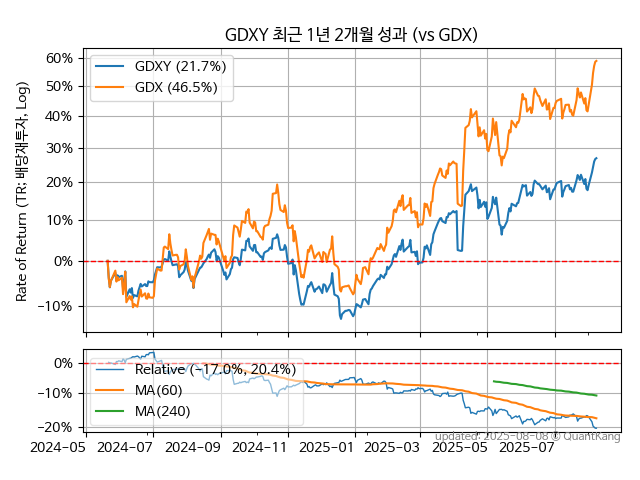 GDXY 최근 1년 2개월 성과 (vs GDX)
Rate of Return (TR: 배당재투자, Log)
GDXY (21.7%)
GDX (46.5%)
60%
50%
40%
30%
20%
10%
0%
−10%
Relative (−17.0%, 20.4%)
MA(60)
MA(240)
0%
−10%
−20%
updated: 2025-08-08 © QuantKang
2024-05 2024-07 2024-09 2024-11 2025-01 2025-03 2025-05 2025-07